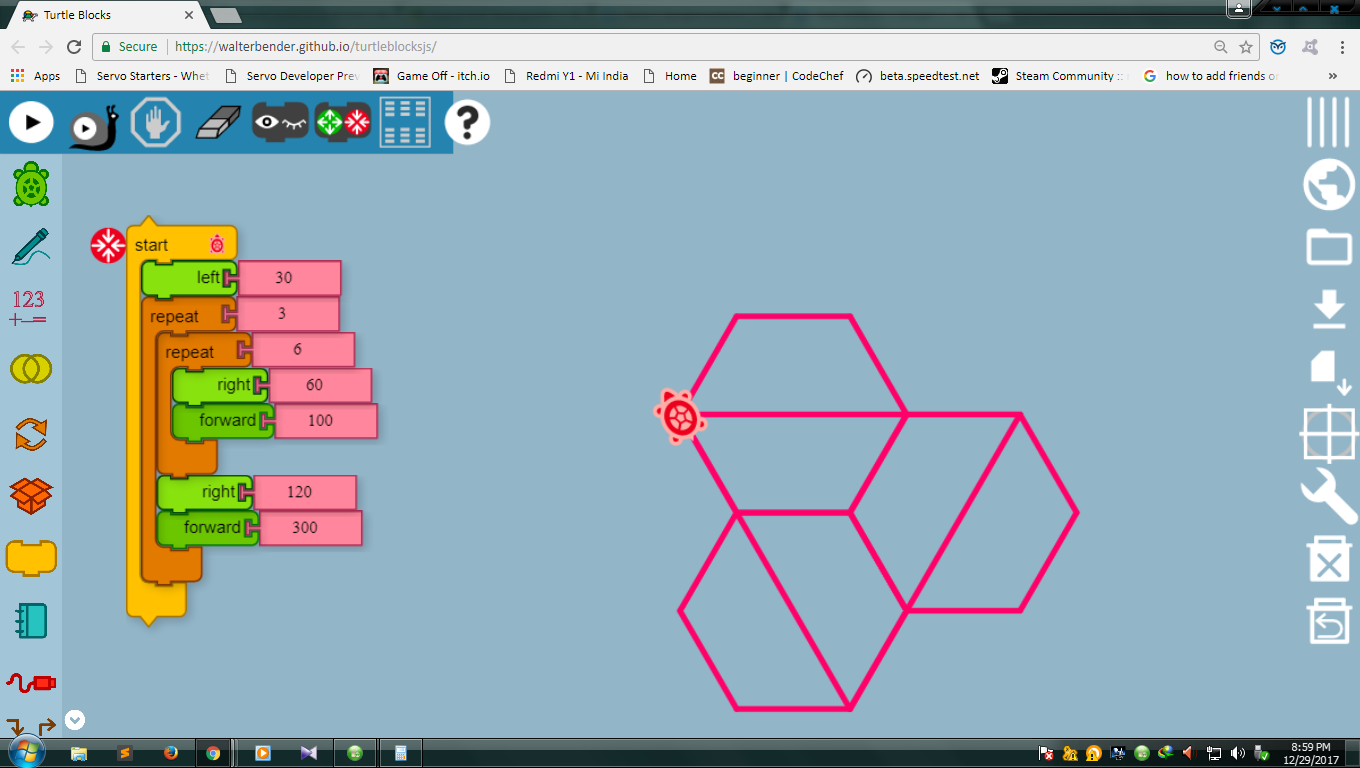 Turtle Blocks
Secure https://walterbender.github.io/turtleblocksjs/
Apps Servo Starters - Whet Servo Developer Prev Game Off - itch.io Redmi Y1 - Mi India Home CC beginner | CodeChef beta.speedtest.net Steam Community :: how to add friends o »
?
start
left 30
123
repeat 3
repeat 6
right 60
forward 100
right 120
forward 300
8:59 PM
12/29/2017